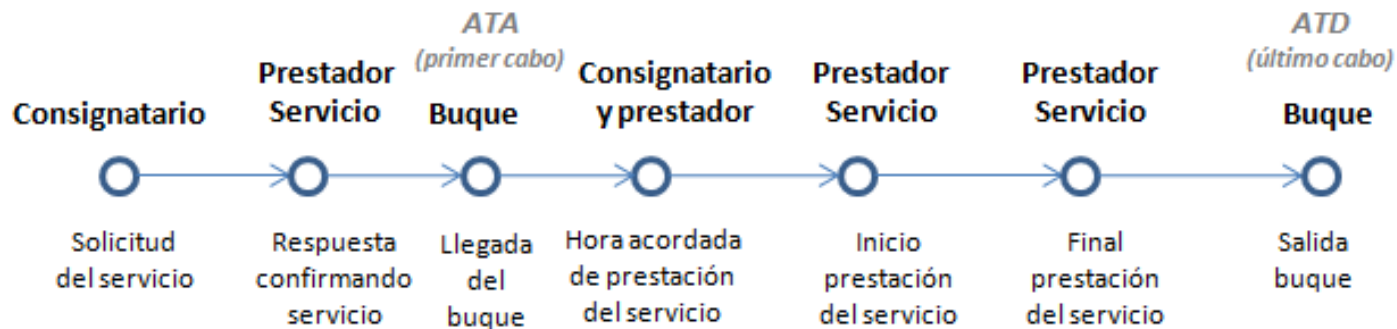 ATA
(primer cabo)
ATD
(último cabo)
Consignatario
Prestador
Servicio
Buque
Consignatario
y prestador
Prestador
Servicio
Prestador
Servicio
Buque
Solicitud
del servicio
Respuesta
confirmando
servicio
Llegada
del
buque
Hora acordada
de prestación
del servicio
Inicio
prestación
del servicio
Final
prestación
del servicio
Salida
buque